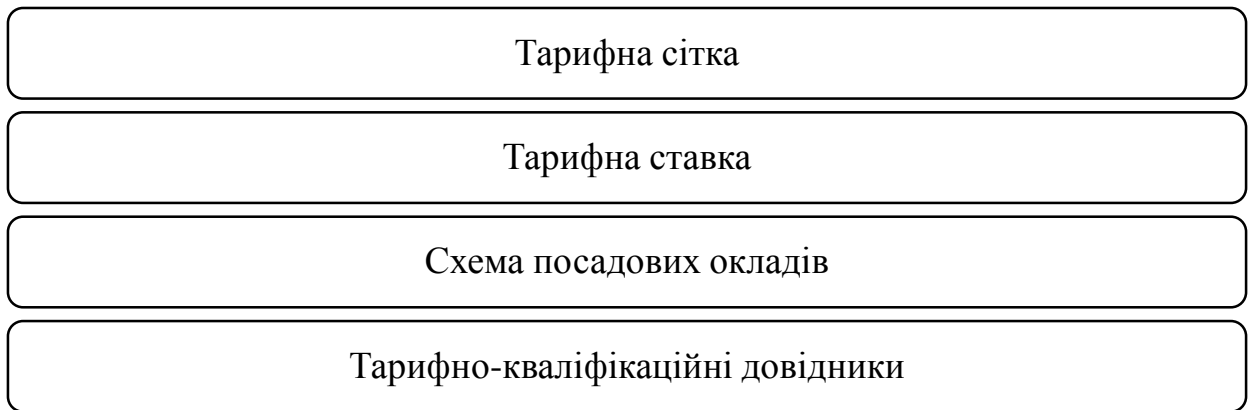 Тарифна сітка
Тарифна ставка
Схема посадових окладів
Тарифно-кваліфікаційні довідники